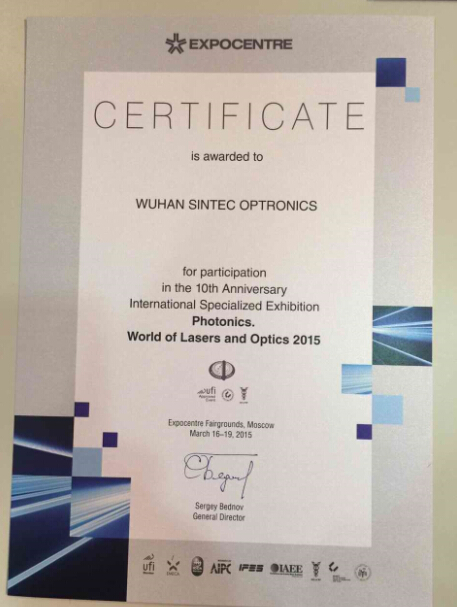 EXPOCENTRE
CERTIFICATE
is awarded to
WUHAN SINTEC OPTRONICS
for participation
in the 10th Anniversary
International Specialized Exhibition
Photonics.
World of Lasers and Optics 2015
ufi
Expocentre Fairgrounds, Moscow
March 16–19, 2015
Sergey Bednov
General Director
ufi AIPC IFES IAEE